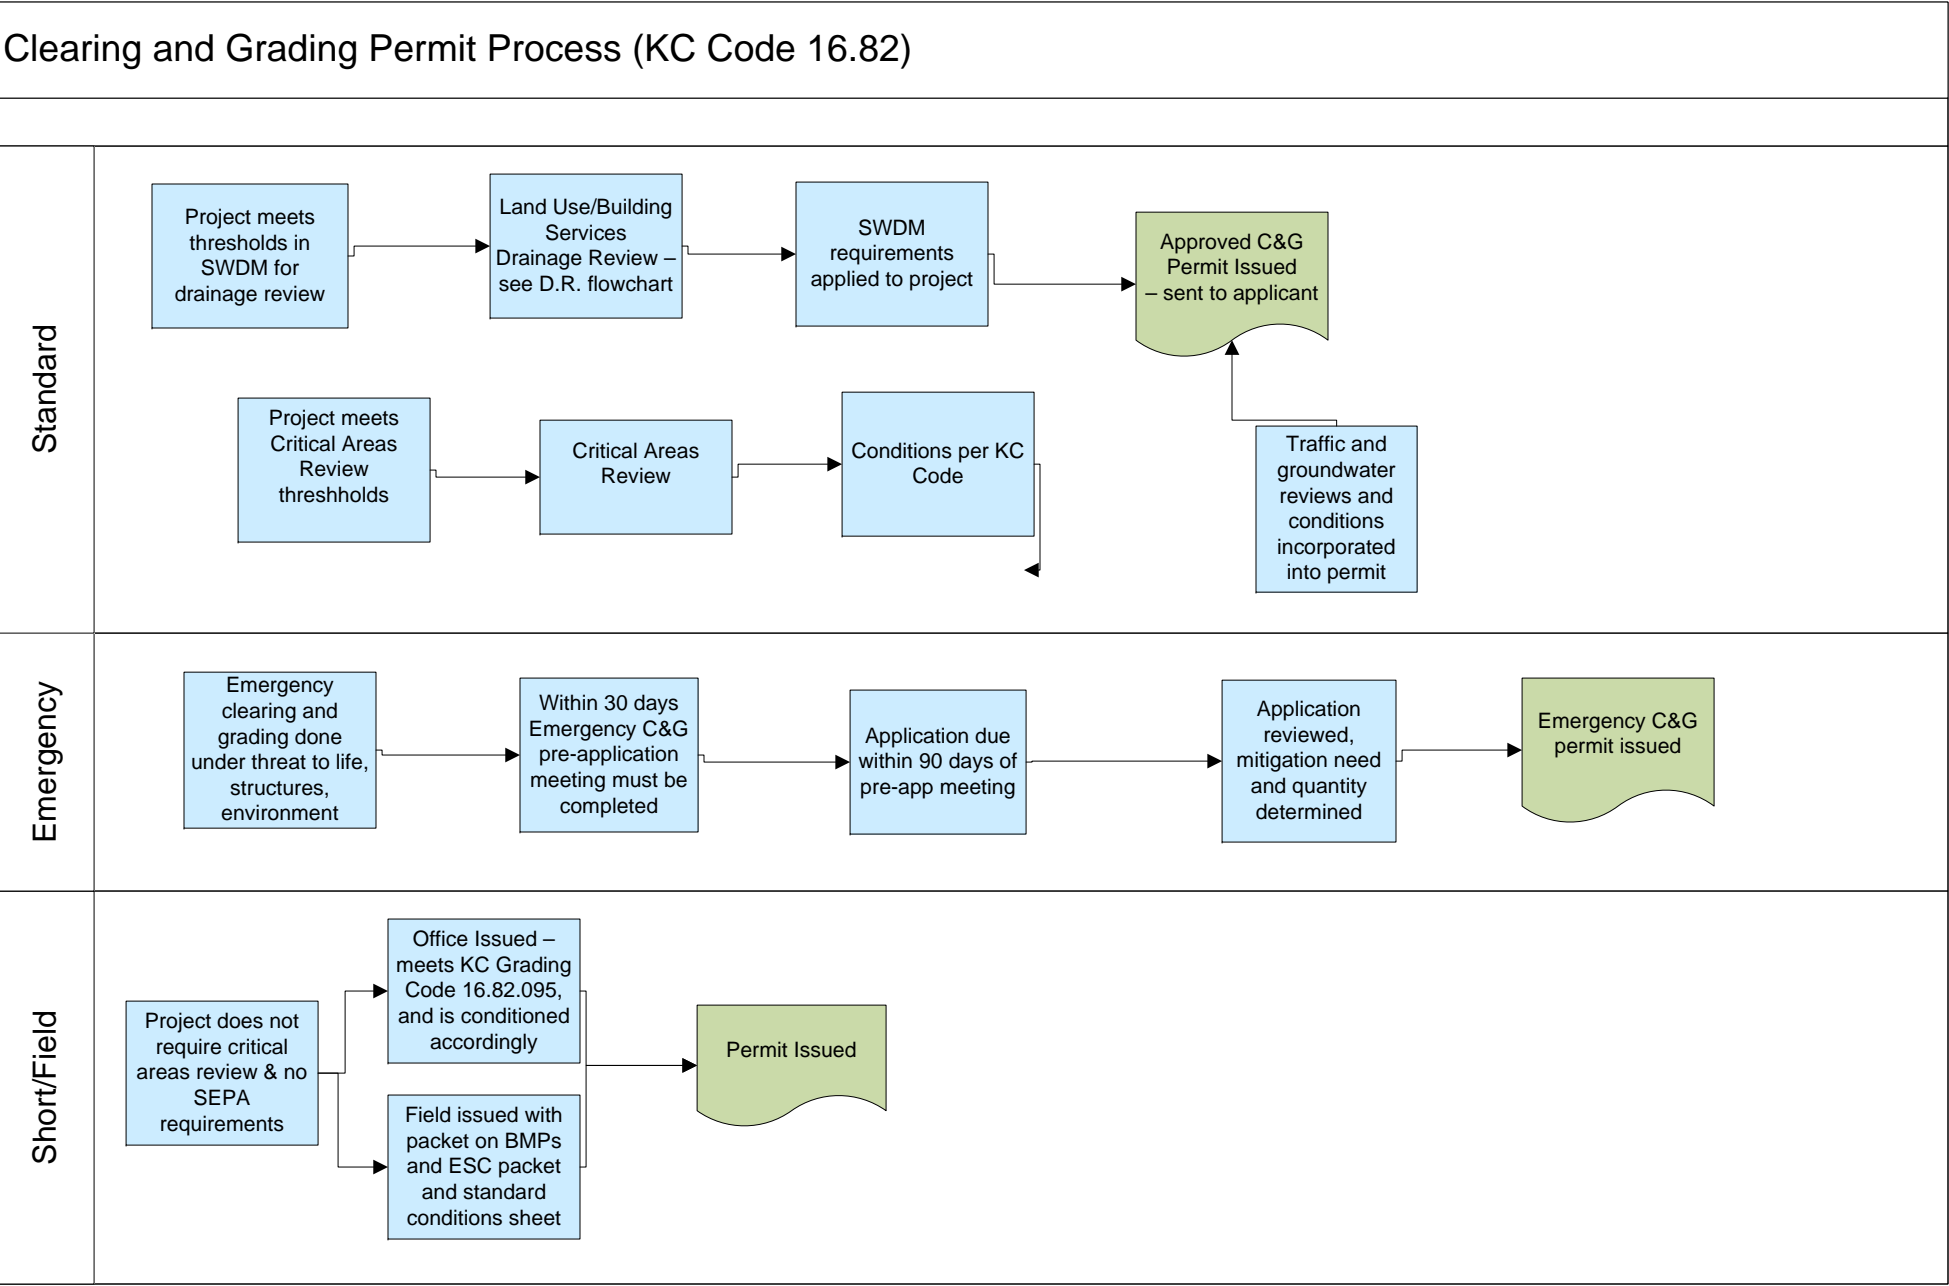 Clearing and Grading Permit Process (KC Code 16.82)
Standard
Project meets
thresholds in
SWDM for
drainage review
Land Use/Building
Services
Drainage Review –
see D.R. flowchart
SWDM
requirements
applied to project
Approved C&G
Permit Issued
– sent to applicant
Project meets
Critical Areas
Review
threshholds
Critical Areas
Review
Conditions per KC
Code
Traffic and
groundwater
reviews and
conditions
incorporated
into permit
Emergency
Emergency
clearing and
grading done
under threat to life,
structures,
environment
Within 30 days
Emergency C&G
pre-application
meeting must be
completed
Application due
within 90 days of
pre-app meeting
Application
reviewed,
mitigation need
and quantity
determined
Emergency C&G
permit issued
Short/Field
Project does not
require critical
areas review & no
SEPA
requirements
Office Issued –
meets KC Grading
Code 16.82.095,
and is conditioned
accordingly
Field issued with
packet on BMPs
and ESC packet
and standard
conditions sheet
Permit Issued